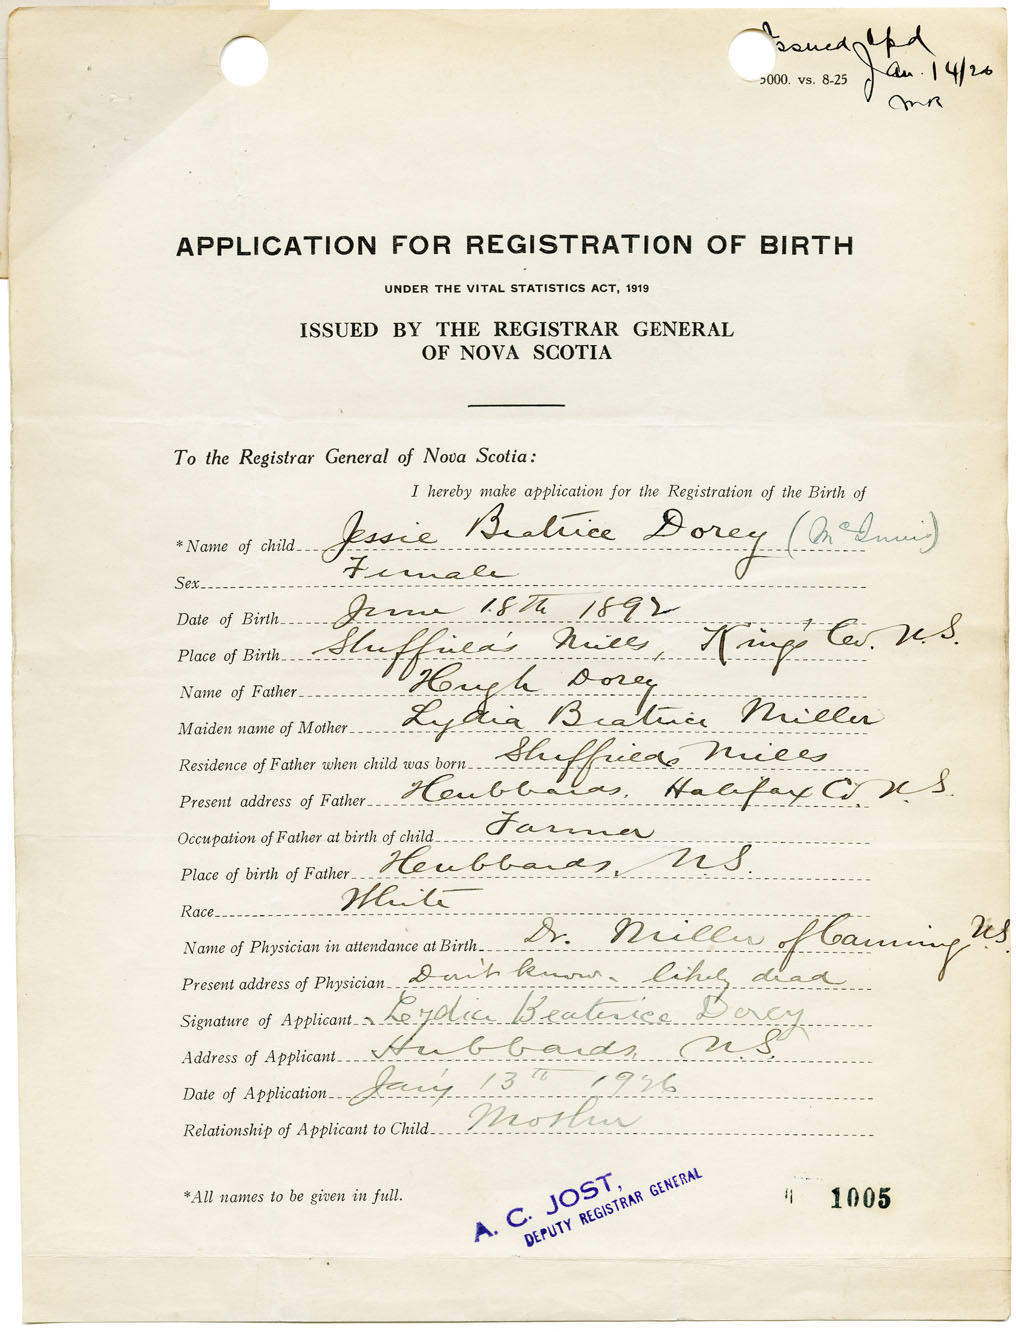 Issued
Jan. 14/26
5000. vs. 8-25
APPLICATION FOR REGISTRATION OF BIRTH
UNDER THE VITAL STATISTICS ACT, 1919
ISSUED BY THE REGISTRAR GENERAL
OF NOVA SCOTIA
To the Registrar General of Nova Scotia:
I hereby make application for the Registration of the Birth of
*Name of child Jessie Beatrice Dorey (McInnis)
Sex Female
Date of Birth June 18th 1892
Place of Birth Sheffield's Mills, King's Co. N.S.
Name of Father Hugh Dorey
Maiden name of Mother Lydia Beatrice Miller
Residence of Father when child was born Sheffields Mills
Present address of Father Hubbards, Halifax Co. N.S.
Occupation of Father at birth of child Farmer
Place of birth of Father Hubbards, N.S.
Race White
Name of Physician in attendance at Birth Dr. Miller of Canning N.S.
Present address of Physician Don't know - likely dead
Signature of Applicant Lydia Beatrice Dorey
Address of Applicant Hubbards N.S.
Date of Application Jan'y 13th 1926
Relationship of Applicant to Child Mother
*All names to be given in full.
A. C. JOST,
DEPUTY REGISTRAR GENERAL
1005